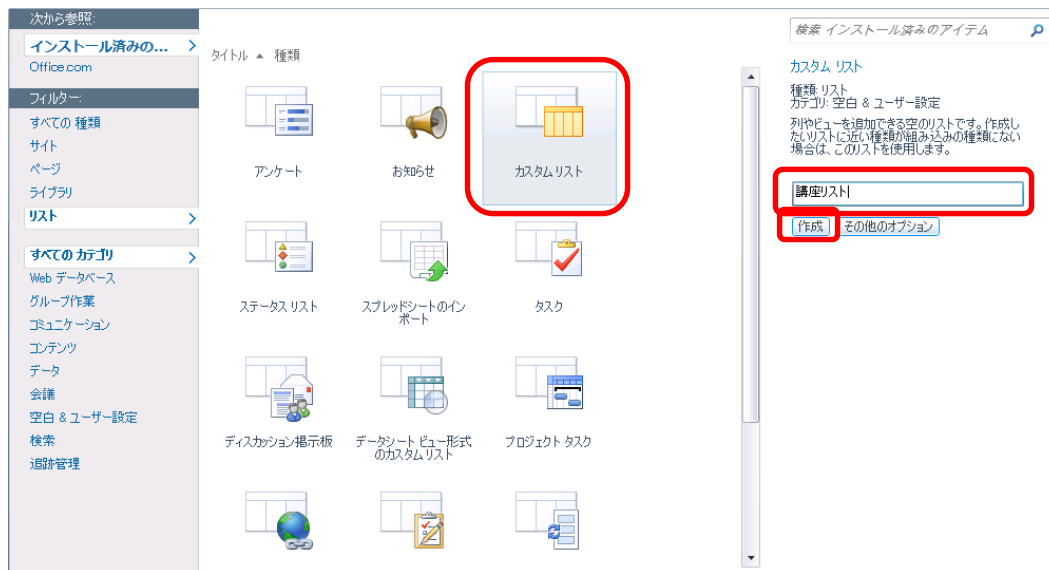 次から参照:
インストール済みの...
Office.com
フィルター:
すべての 種類
サイト
ページ
ライブラリ
リスト
すべての カテゴリ
Web データベース
グループ作業
コミュニケーション
コンテンツ
データ
会議
空白 & ユーザー設定
検索
追跡管理
タイトル ▲ 種類
アンケート
お知らせ
カスタム リスト
ステータス リスト
スプレッドシートのイン
ポート
タスク
ディスカッション掲示板
データシート ビュー形式
のカスタム リスト
プロジェクト タスク
検索 インストール済みのアイテム
カスタム リスト
種類: リスト
カテゴリ: 空白 & ユーザー設定
列やビューを追加できる空のリストです。作成し
たいリストに近い種類が組み込みの種類にない
場合は、このリストを使用します。
講座リスト
作成
その他のオプション